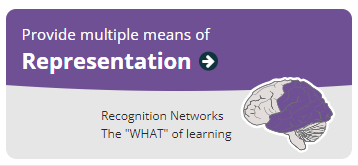 Provide multiple means of
Representation
Recognition Networks
The "WHAT" of learning